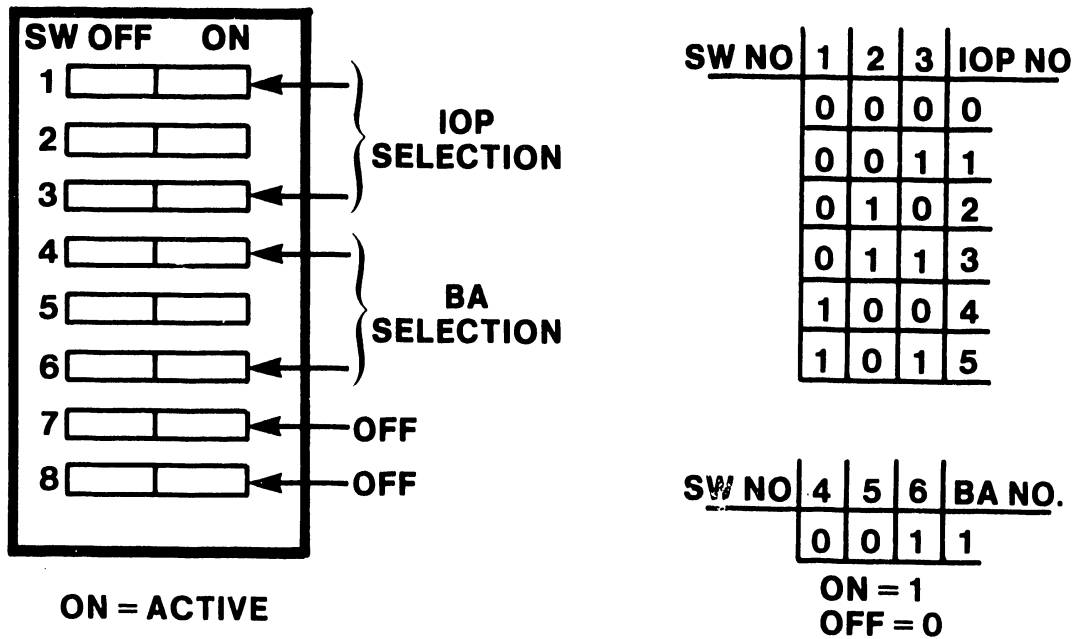 SW OFF ON
1
2
3
4
5
6
7
8
IOP
SELECTION
BA
SELECTION
OFF
OFF
ON = ACTIVE
SW NO 1 2 3 IOP NO
0 0 0 0
0 0 1 1
0 1 0 2
0 1 1 3
1 0 0 4
1 0 1 5
SW NO 4 5 6 BA NO.
0 0 1 1
ON = 1
OFF = 0